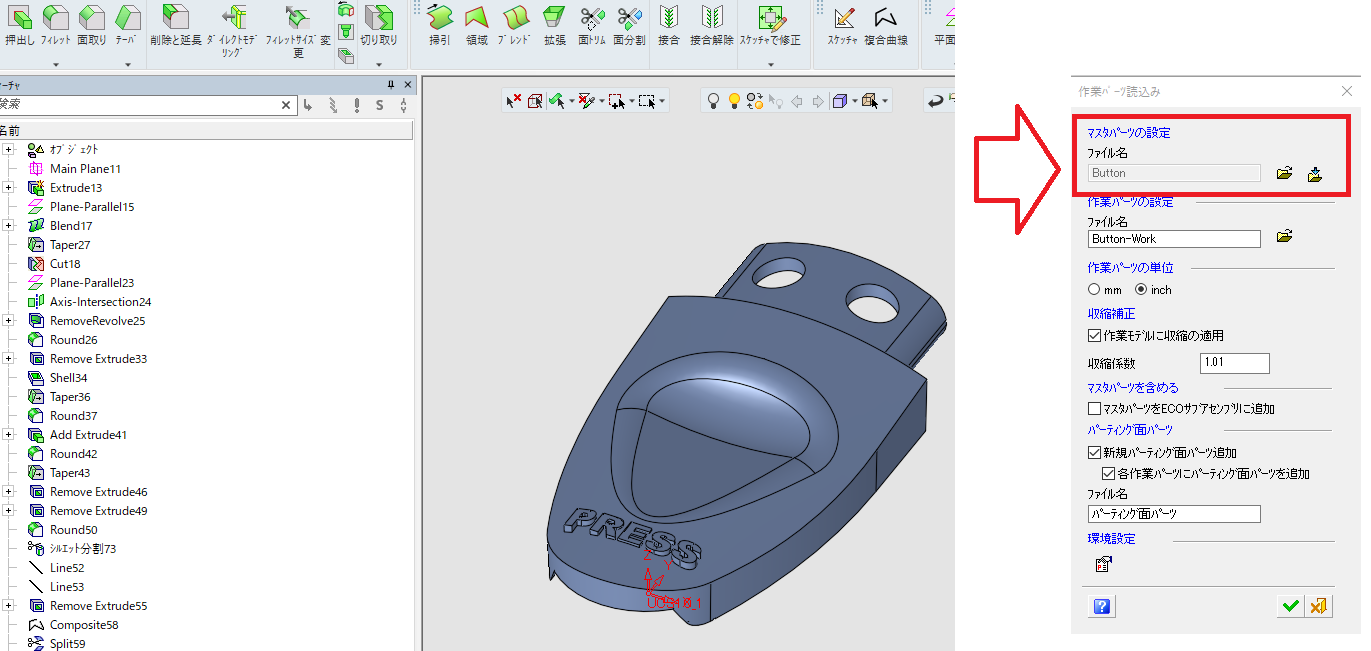 押出し
フィレット
面取り
テーパ
削除と延長
ダイレクトモデリング
フィレットサイズ変更
切り取り
掃引
領域
ブレンド
拡張
面トリム
面分割
接合
接合解除
スケッチで修正
スケッチ
複合曲線
平面
ーチャ
検索
S
名前
オブジェクト
Main Plane11
Extrude13
Plane-Parallel15
Blend17
Taper27
Cut18
Plane-Parallel23
Axis-Intersection24
RemoveRevolve25
Round26
Remove Extrude33
Shell34
Taper36
Round37
Add Extrude41
Round42
Taper43
Remove Extrude46
Remove Extrude49
Round50
シルエット分割73
Line52
Line53
Remove Extrude55
Composite58
Split59
PRESS
Z
Y
作業パーツ読込み
マスタパーツの設定
ファイル名
Button
作業パーツの設定
ファイル名
Button-Work
作業パーツの単位
mm inch
収縮補正
作業モデルに収縮の適用
収縮係数 1.01
マスタパーツを含める
マスタパーツをECOサブアセンブリに追加
パーティング面パーツ
新規パーティング面パーツ追加
各作業パーツにパーティング面パーツを追加
ファイル名
パーティング面パーツ
環境設定